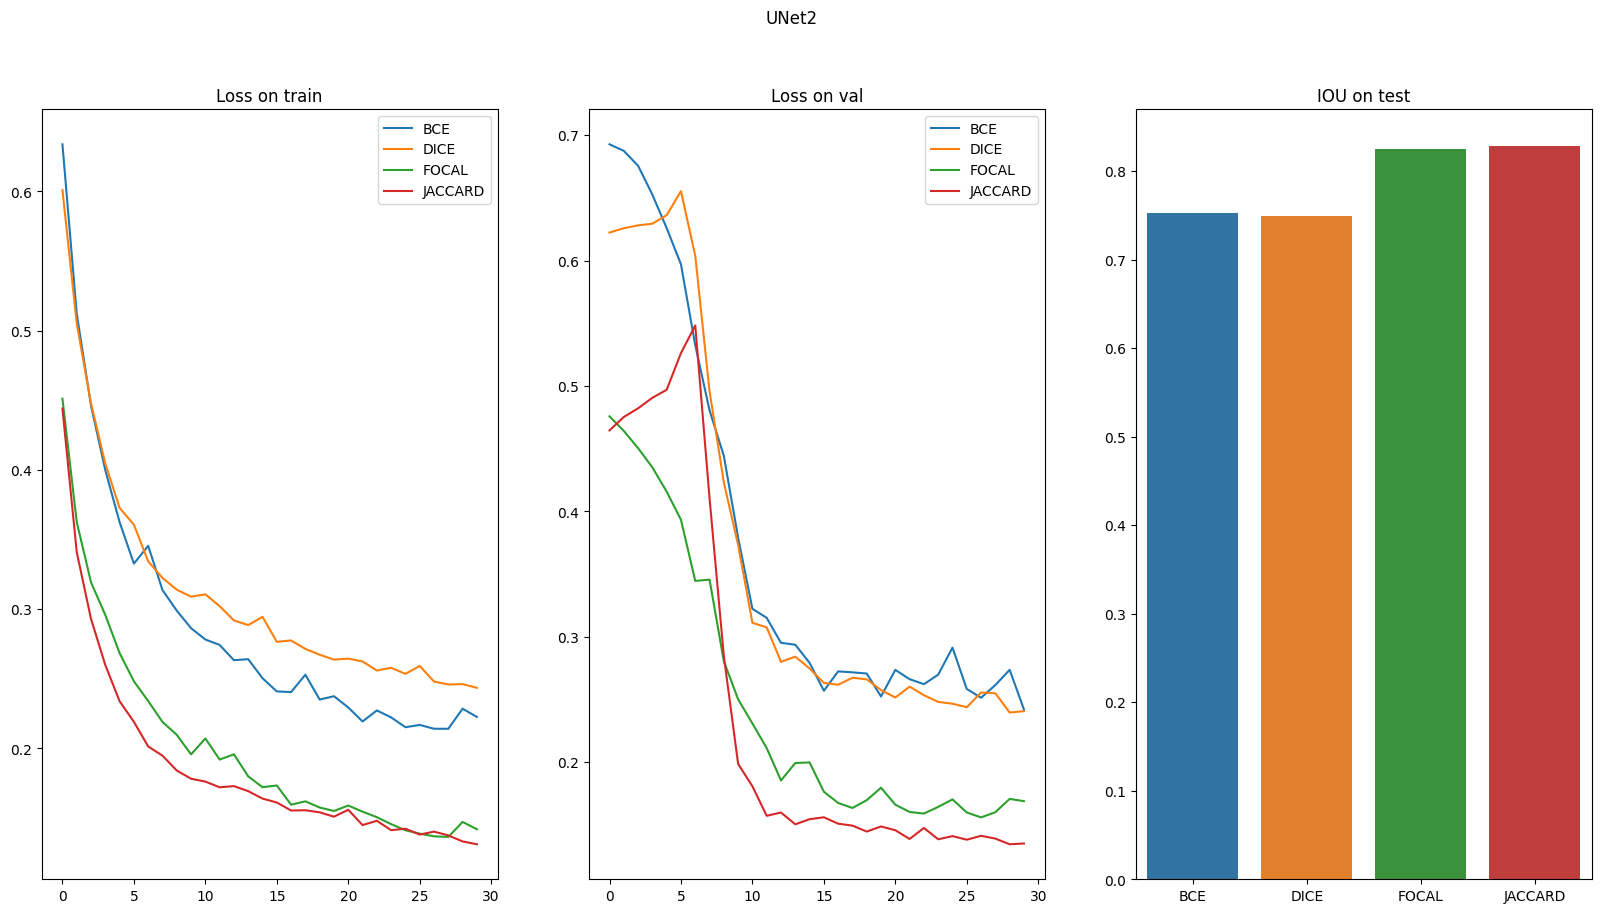 UNet2
Loss on train
BCE
DICE
FOCAL
JACCARD
0.6
0.5
0.4
0.3
0.2
0 5 10 15 20 25 30
Loss on val
BCE
DICE
FOCAL
JACCARD
0.7
0.6
0.5
0.4
0.3
0.2
0 5 10 15 20 25 30
IOU on test
0.8
0.7
0.6
0.5
0.4
0.3
0.2
0.1
0.0
BCE DICE FOCAL JACCARD